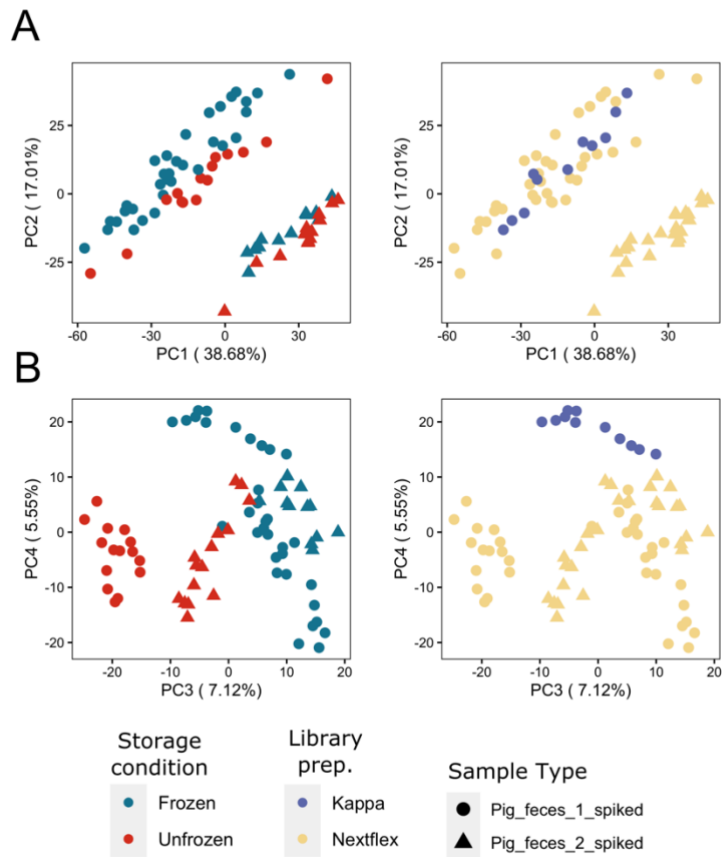 A
PC2 ( 17.01%)
25
0
-25
-60
-30
0
30
PC1 ( 38.68%)
PC2 ( 17.01%)
25
0
-25
-60
-30
0
30
PC1 ( 38.68%)
B
PC4 ( 5.55%)
20
10
0
-10
-20
-20
-10
0
10
20
PC3 ( 7.12%)
PC4 ( 5.55%)
20
10
0
-10
-20
-20
-10
0
10
20
PC3 ( 7.12%)
Storage
condition
Frozen
Unfrozen
Library
prep.
Kappa
Nextflex
Sample Type
Pig_feces_1_spiked
Pig_feces_2_spiked